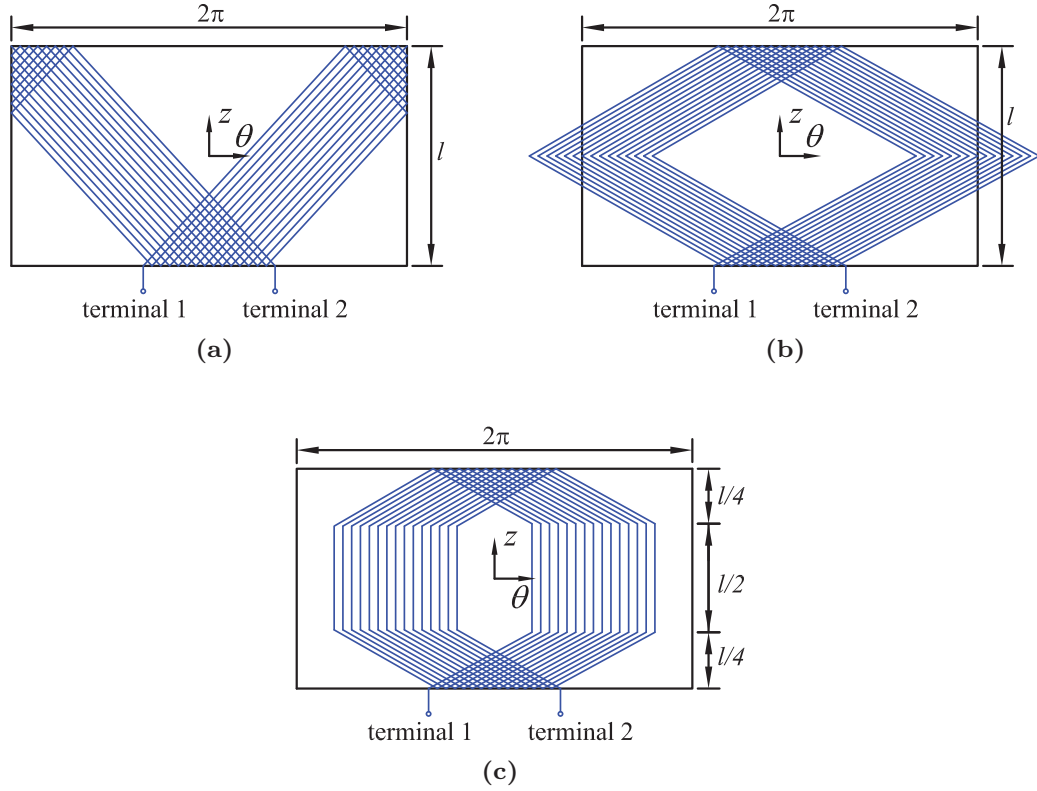 2π
z
θ
l
terminal 1
terminal 2
(a)
2π
z
θ
l
terminal 1
terminal 2
(b)
2π
z
θ
l/4
l/2
l/4
terminal 1
terminal 2
(c)